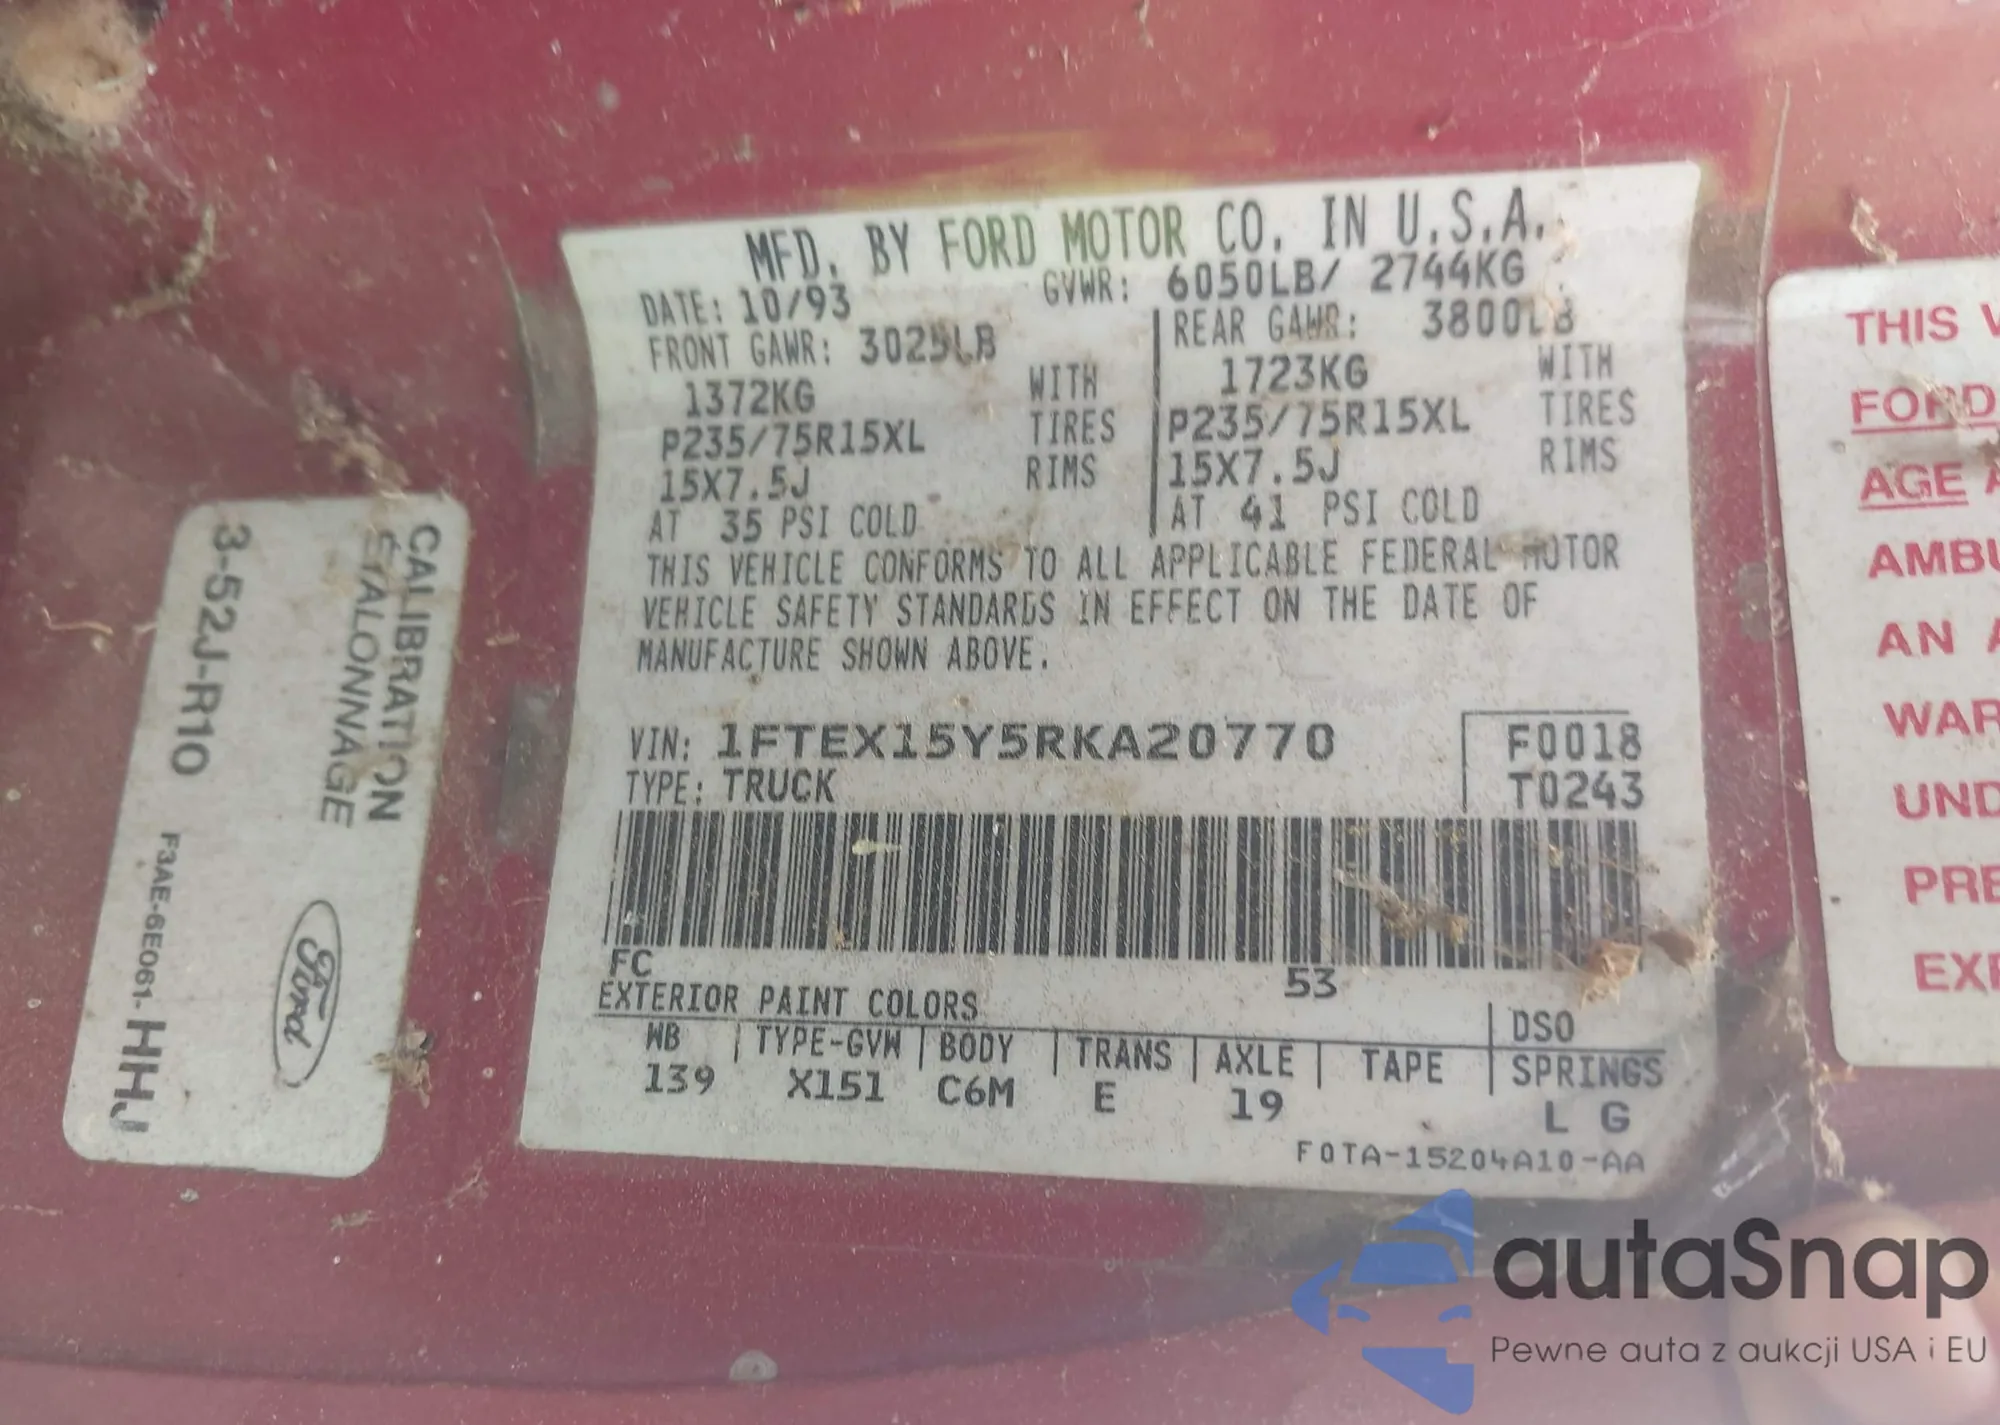 MFD. BY FORD MOTOR CO. IN U.S.A.
DATE: 10/93 GVWR: 6050LB/ 2744KG
FRONT GAWR: 3025LB REAR GAWR: 3800LB
1372KG WITH 1723KG WITH
P235/75R15XL TIRES P235/75R15XL TIRES
15X7.5J RIMS 15X7.5J RIMS
AT 35 PSI COLD AT 41 PSI COLD
THIS VEHICLE CONFORMS TO ALL APPLICABLE FEDERAL MOTOR
VEHICLE SAFETY STANDARDS IN EFFECT ON THE DATE OF
MANUFACTURE SHOWN ABOVE.
VIN: 1FTEX15Y5RKA20770 F0018
TYPE: TRUCK T0243
FC 53
EXTERIOR PAINT COLORS DSO
WB TYPE-GVW BODY TRANS AXLE TAPE SPRINGS
139 X151 C6M E 19 L G
F0TA-15204A10-AA
CALIBRATION
ÉTALONNAGE
Ford
3-52J-R10
F3AE-6E061-HHJ
THIS V
FORD
AGE A
AMBU
AN A
WAR
UND
PRE
EXP
autaSnap
Pewne auta z aukcji USA i EU